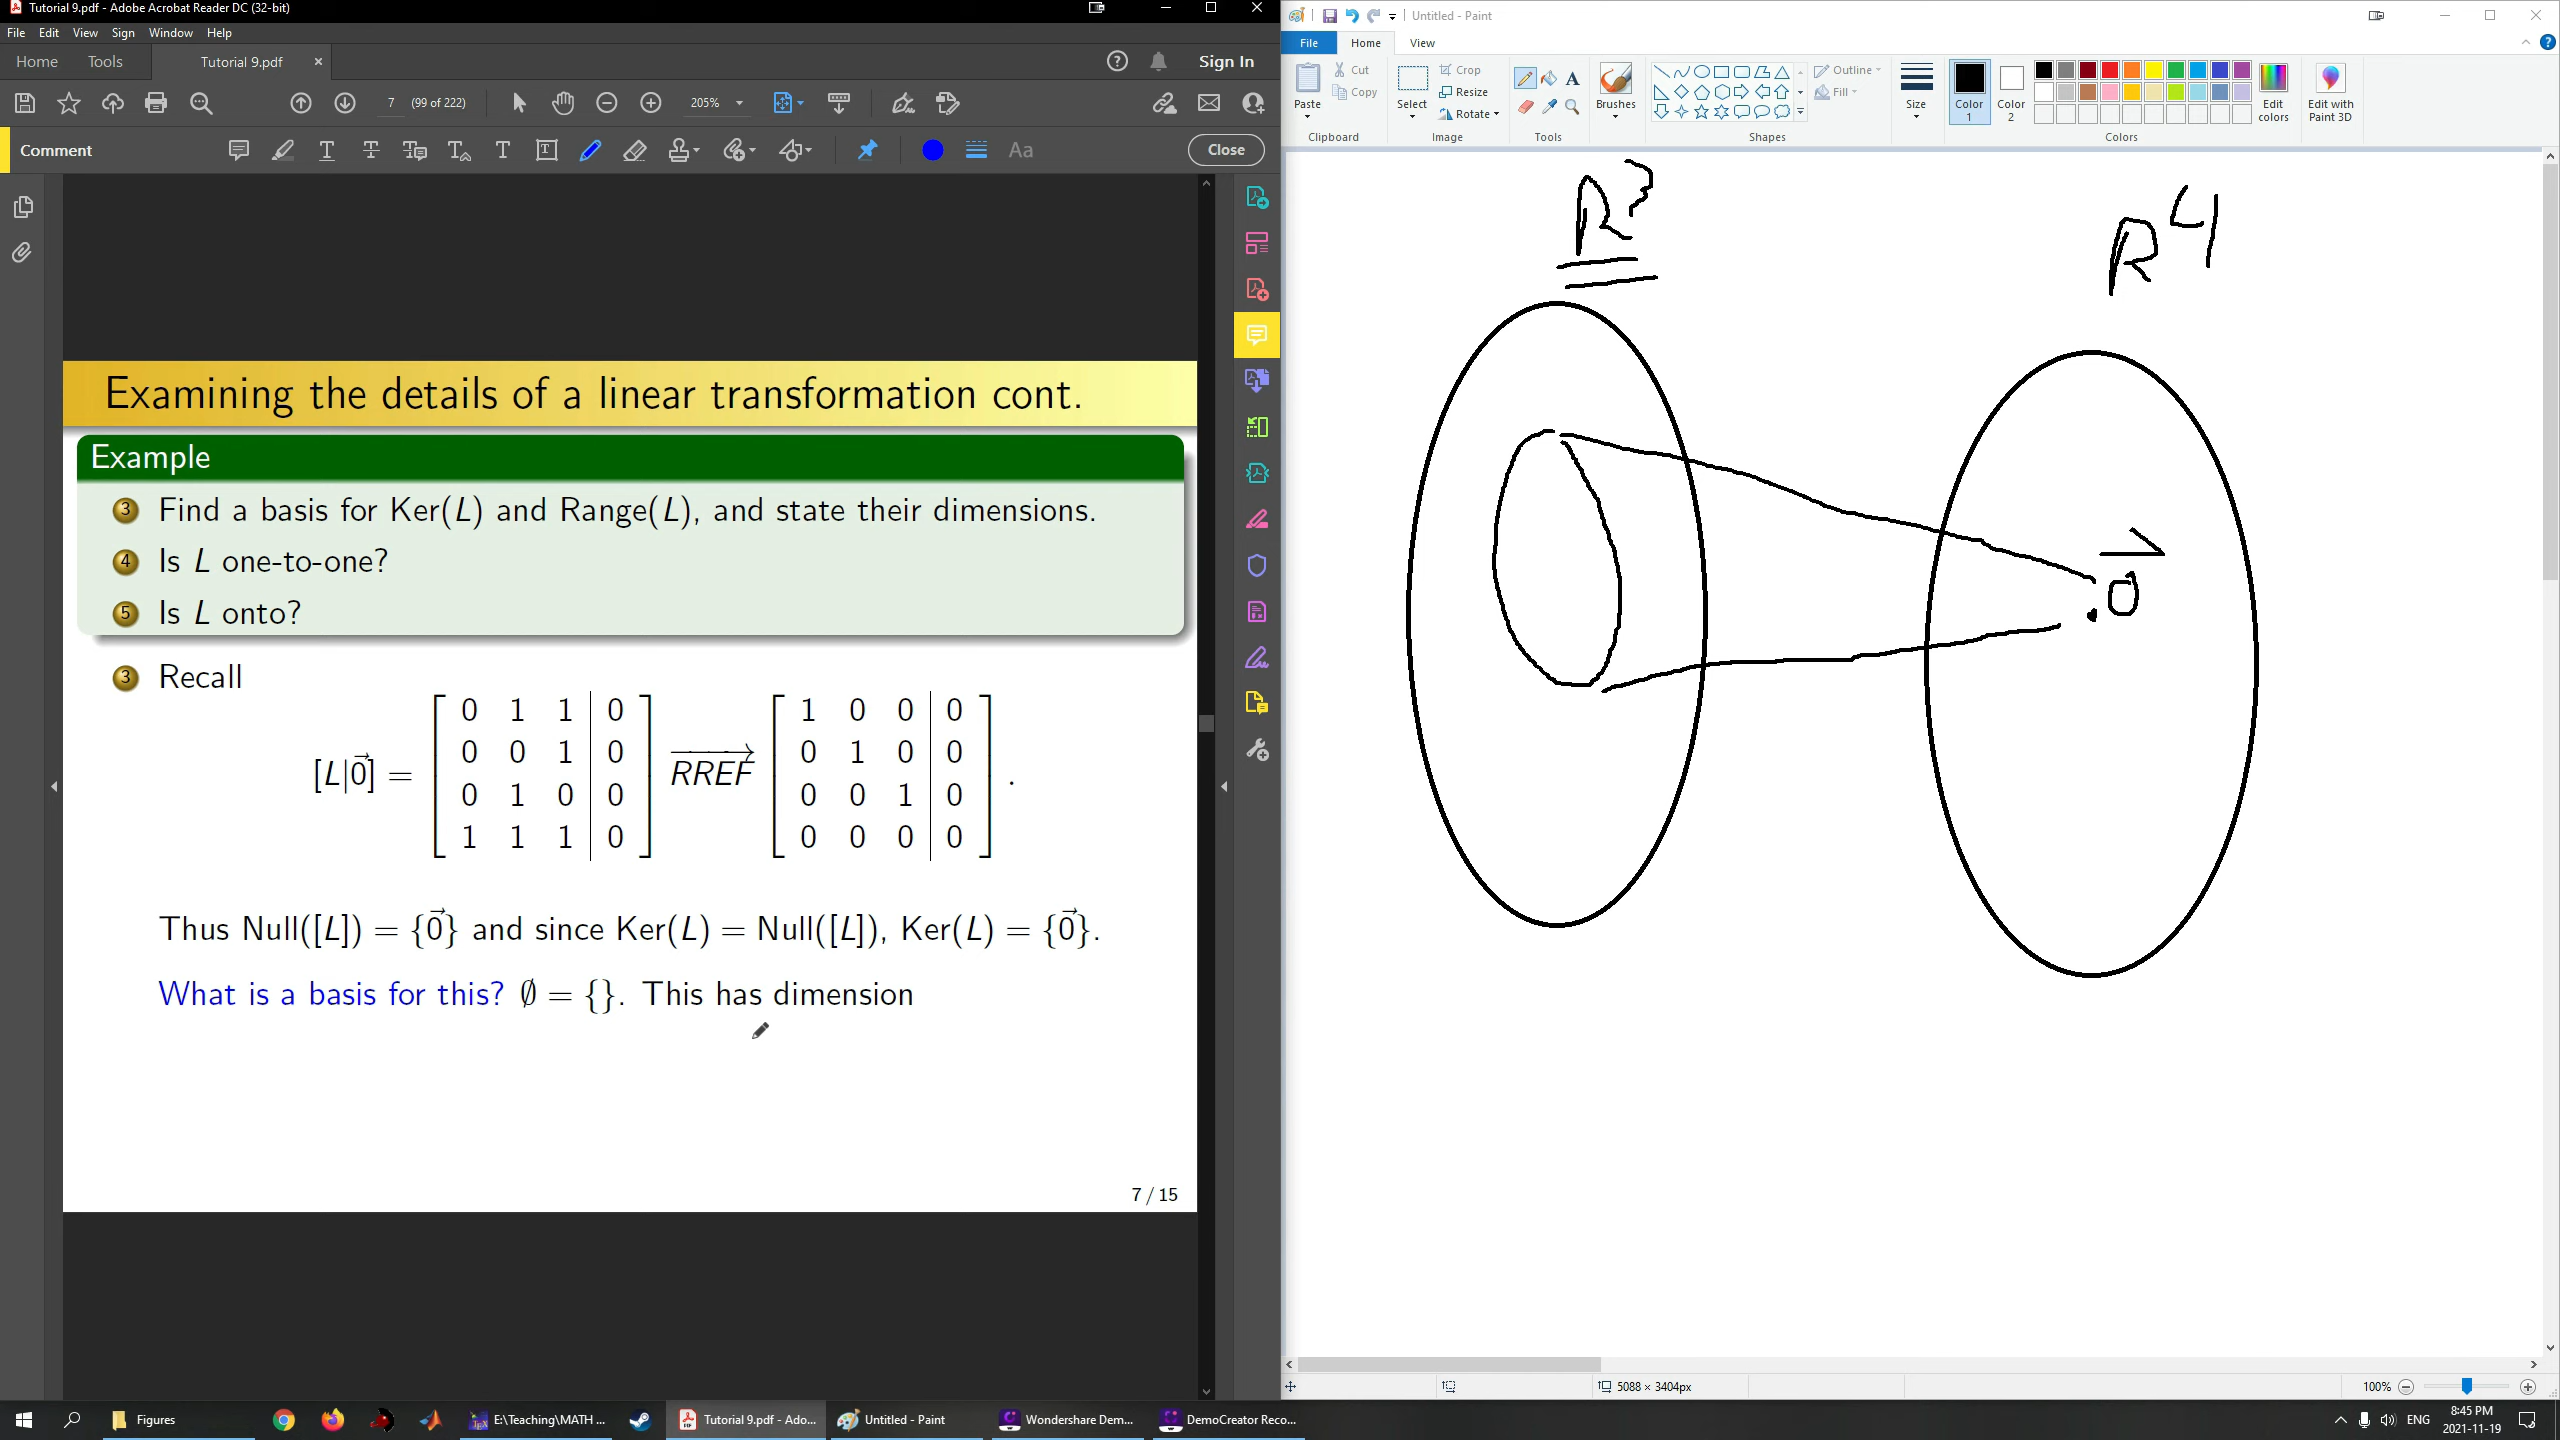 Tutorial 9.pdf - Adobe Acrobat Reader DC (32-bit)
File Edit View Sign Window Help
Home Tools Tutorial 9.pdf × Sign In
7 (99 of 222) 205%
Comment Aa Close
Examining the details of a linear transformation cont.
Example
3 Find a basis for Ker(L) and Range(L), and state their dimensions.
4 Is L one-to-one?
5 Is L onto?
3 Recall
[L|0⃗] = [ 0 1 1 | 0 ; 0 0 1 | 0 ; 0 1 0 | 0 ; 1 1 1 | 0 ] RREF→ [ 1 0 0 | 0 ; 0 1 0 | 0 ; 0 0 1 | 0 ; 0 0 0 | 0 ] .
Thus Null([L]) = {0⃗} and since Ker(L) = Null([L]), Ker(L) = {0⃗}.
What is a basis for this? ∅ = {}. This has dimension
7 / 15
Untitled - Paint
File Home View
Paste Cut Copy Select Crop Resize Rotate Brushes Outline Fill Size Color 1 Color 2 Edit colors Edit with Paint 3D
Clipboard Image Tools Shapes Colors
R³
R⁴
0⃗
5088 × 3404px 100%
Figures E:\Teaching\MATH ... Tutorial 9.pdf - Ado... Untitled - Paint Wondershare Dem... DemoCreator Reco... ENG 8:45 PM
2021-11-19